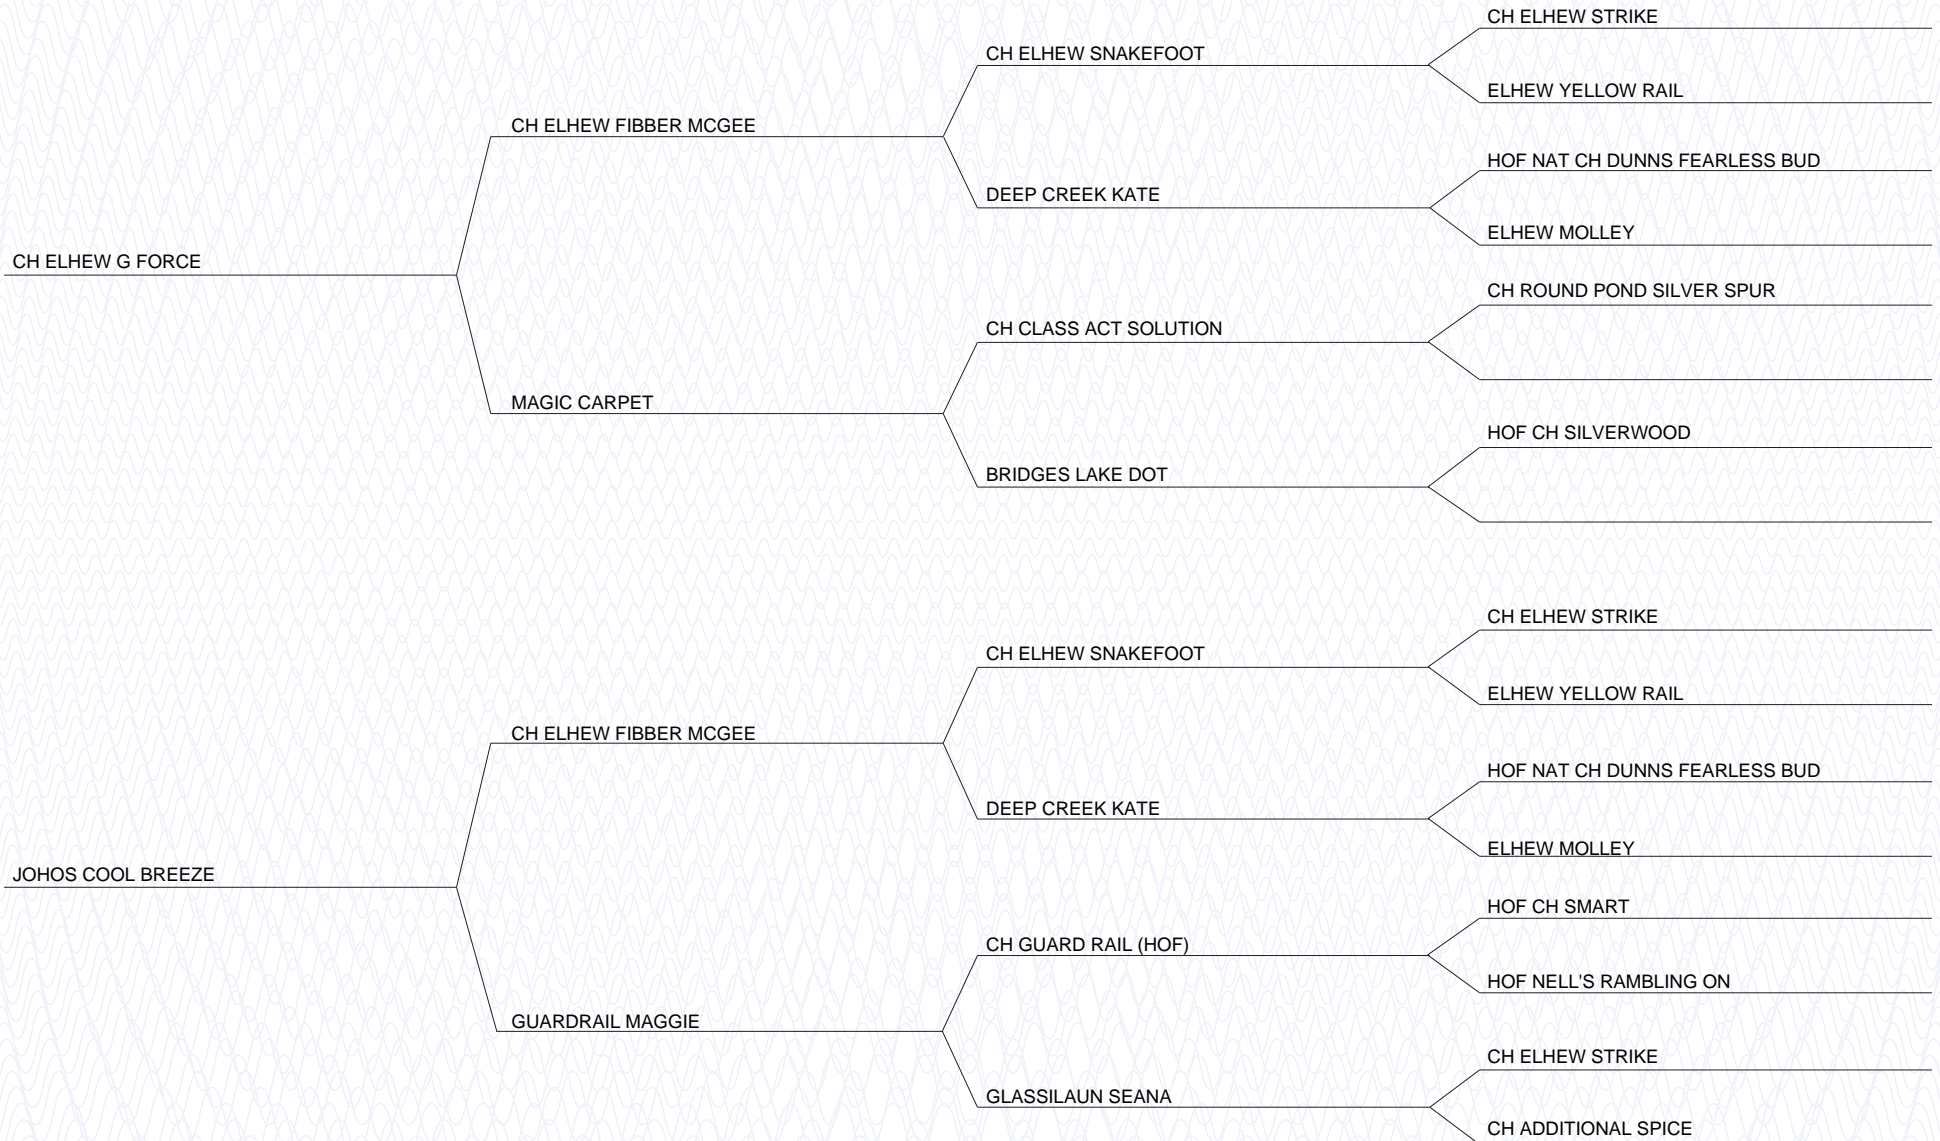 CH ELHEW STRIKE
CH ELHEW SNAKEFOOT
ELHEW YELLOW RAIL
CH ELHEW FIBBER MCGEE
HOF NAT CH DUNNS FEARLESS BUD
DEEP CREEK KATE
ELHEW MOLLEY
CH ELHEW G FORCE
CH ROUND POND SILVER SPUR
CH CLASS ACT SOLUTION
MAGIC CARPET
HOF CH SILVERWOOD
BRIDGES LAKE DOT
CH ELHEW STRIKE
CH ELHEW SNAKEFOOT
ELHEW YELLOW RAIL
CH ELHEW FIBBER MCGEE
HOF NAT CH DUNNS FEARLESS BUD
DEEP CREEK KATE
ELHEW MOLLEY
JOHOS COOL BREEZE
HOF CH SMART
CH GUARD RAIL (HOF)
HOF NELL'S RAMBLING ON
GUARDRAIL MAGGIE
CH ELHEW STRIKE
GLASSILAUN SEANA
CH ADDITIONAL SPICE